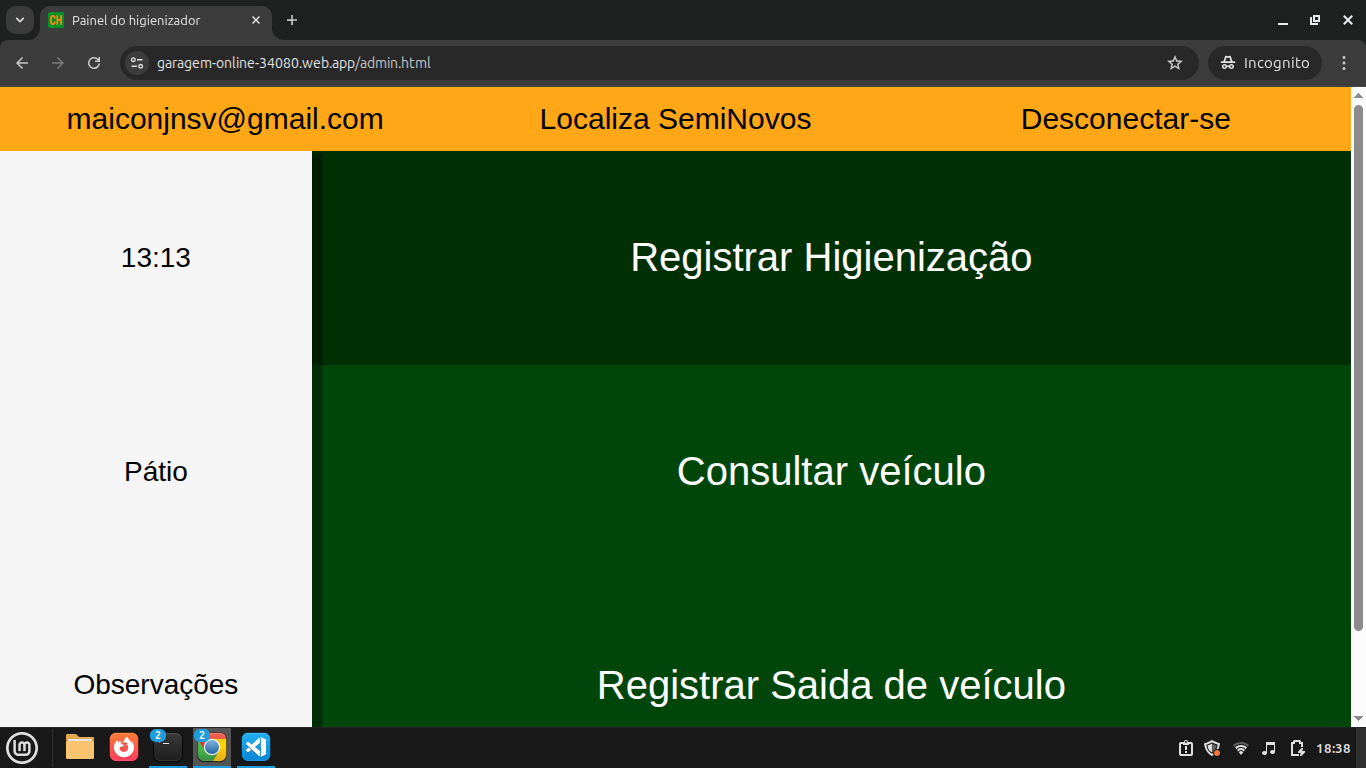 CH Painel do higienizador
garagem-online-34080.web.app/admin.html
Incognito
maiconjnsv@gmail.com
Localiza SemiNovos
Desconectar-se
13:13
Registrar Higienização
Pátio
Consultar veículo
Observações
Registrar Saida de veículo
2
2
18:38